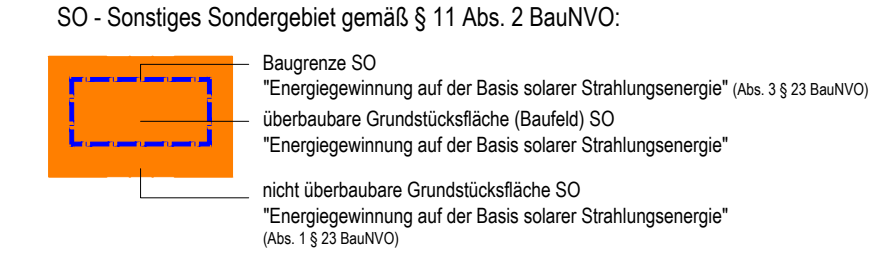 SO - Sonstiges Sondergebiet gemäß § 11 Abs. 2 BauNVO:
Baugrenze SO
"Energiegewinnung auf der Basis solarer Strahlungsenergie" (Abs. 3 § 23 BauNVO)
überbaubare Grundstücksfläche (Baufeld) SO
"Energiegewinnung auf der Basis solarer Strahlungsenergie"
nicht überbaubare Grundstücksfläche SO
"Energiegewinnung auf der Basis solarer Strahlungsenergie"
(Abs. 1 § 23 BauNVO)